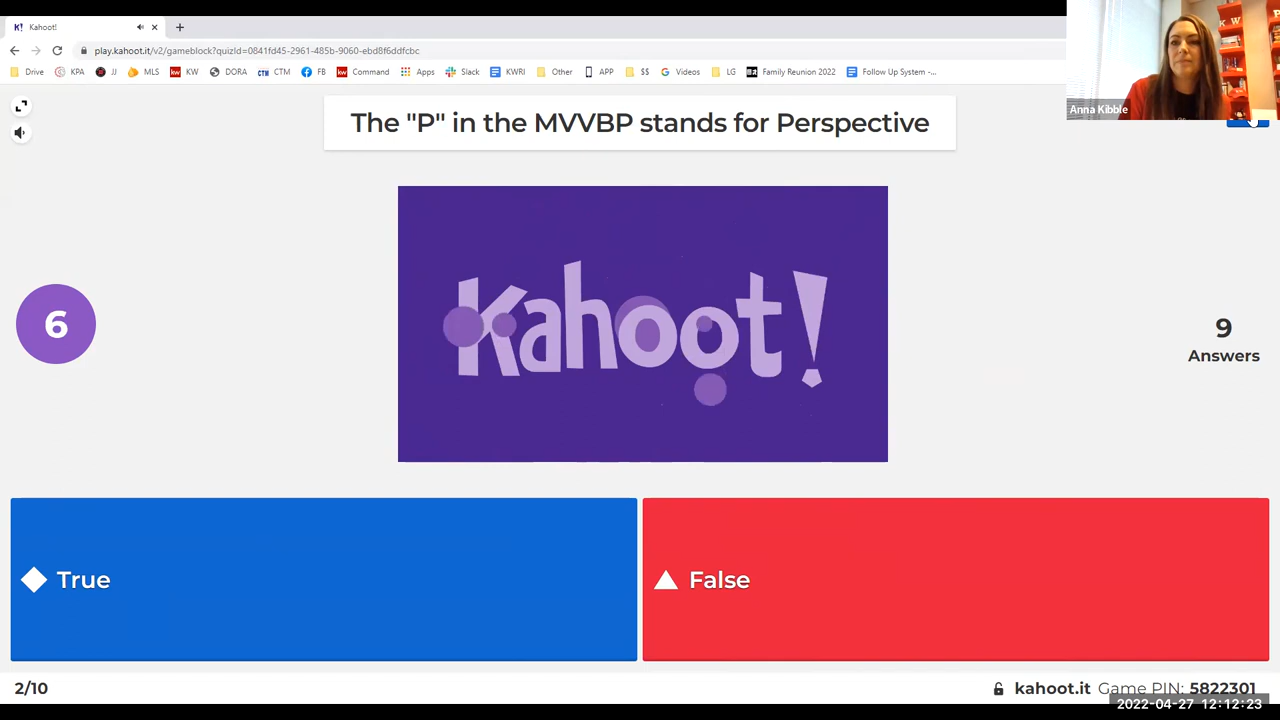 K! Kahoot!
play.kahoot.it/v2/gameblock?quizId=0841fd45-2961-485b-9060-ebd8f6ddfcbc
Drive KPA JJ MLS KW DORA CTM CTM FB Command Apps Slack KWRI Other APP $$ Videos LG Family Reunion 2022 Follow Up System -...
K W P
Anna Kibble
The "P" in the MVVBP stands for Perspective
Kahoot!
6
9
Answers
True
False
2/10
kahoot.it Game PIN: 5822301
2022-04-27 12:12:23